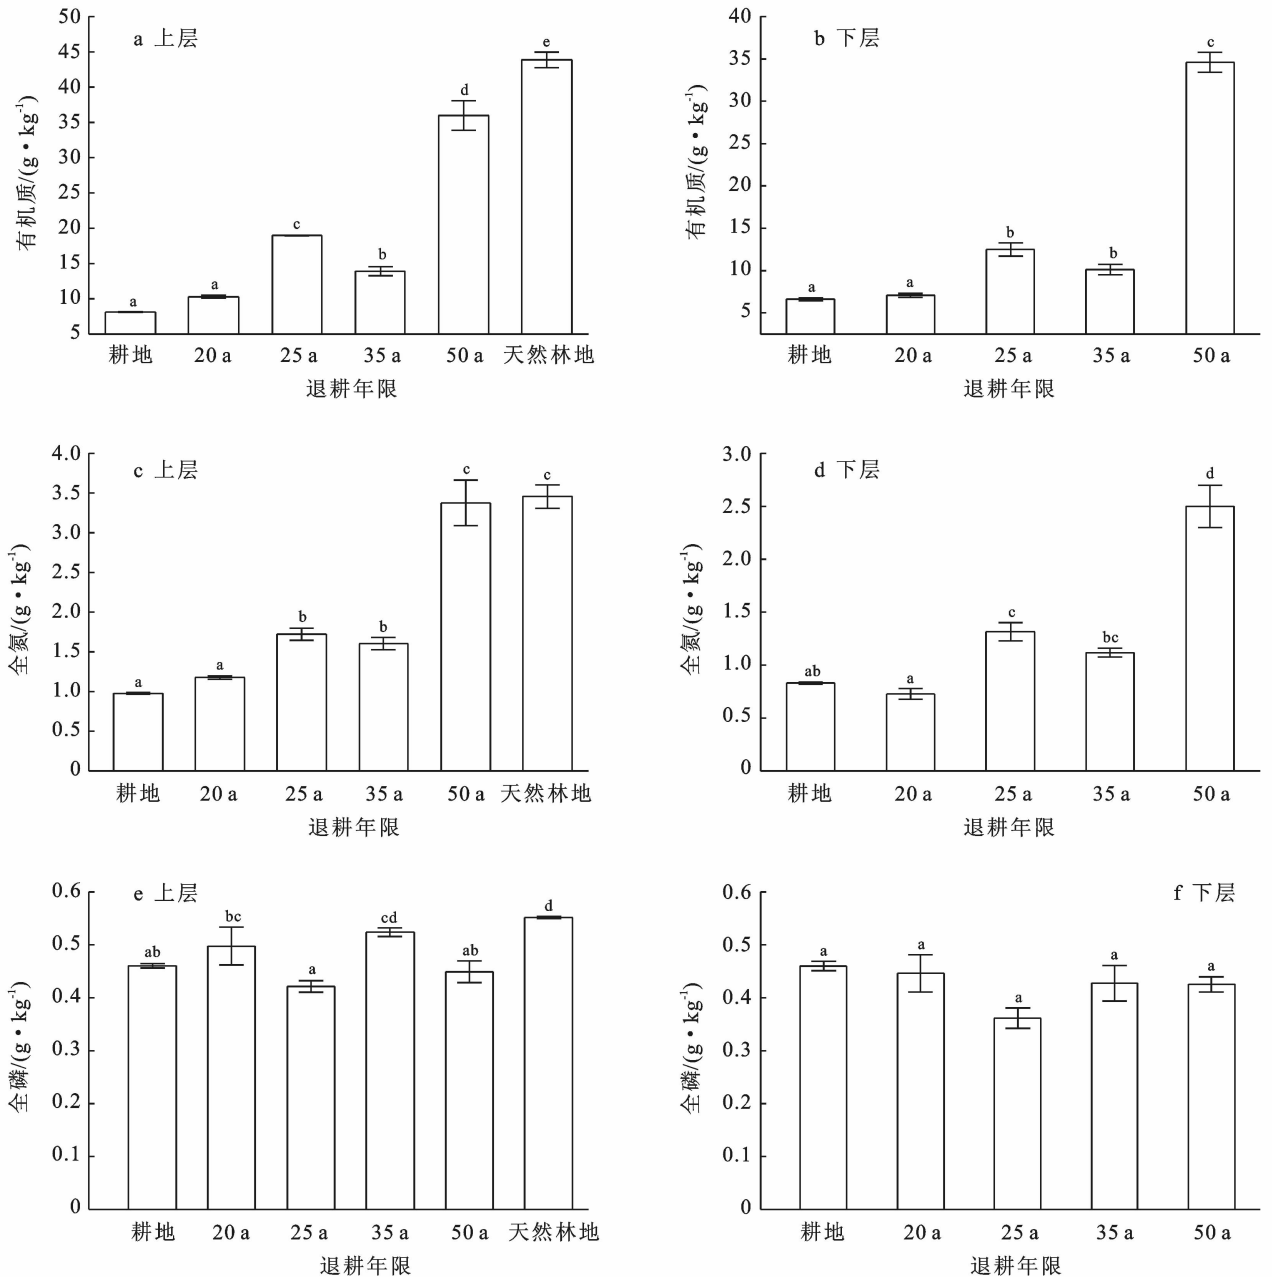 a 上层
有机质/(g·kg⁻¹)
50
45
40
35
30
25
20
15
10
5
a
a
c
b
d
e
耕地 20 a 25 a 35 a 50 a 天然林地
退耕年限
b 下层
有机质/(g·kg⁻¹)
40
35
30
25
20
15
10
5
a
a
b
b
c
耕地 20 a 25 a 35 a 50 a
退耕年限
c 上层
全氮/(g·kg⁻¹)
4.0
3.5
3.0
2.5
2.0
1.5
1.0
0.5
0
a
a
b
b
c
c
耕地 20 a 25 a 35 a 50 a 天然林地
退耕年限
d 下层
全氮/(g·kg⁻¹)
3.0
2.5
2.0
1.5
1.0
0.5
0
ab
a
c
bc
d
耕地 20 a 25 a 35 a 50 a
退耕年限
e 上层
全磷/(g·kg⁻¹)
0.6
0.5
0.4
0.3
0.2
0.1
0
ab
bc
a
cd
ab
d
耕地 20 a 25 a 35 a 50 a 天然林地
退耕年限
f 下层
全磷/(g·kg⁻¹)
0.6
0.5
0.4
0.3
0.2
0.1
0
a
a
a
a
a
耕地 20 a 25 a 35 a 50 a
退耕年限